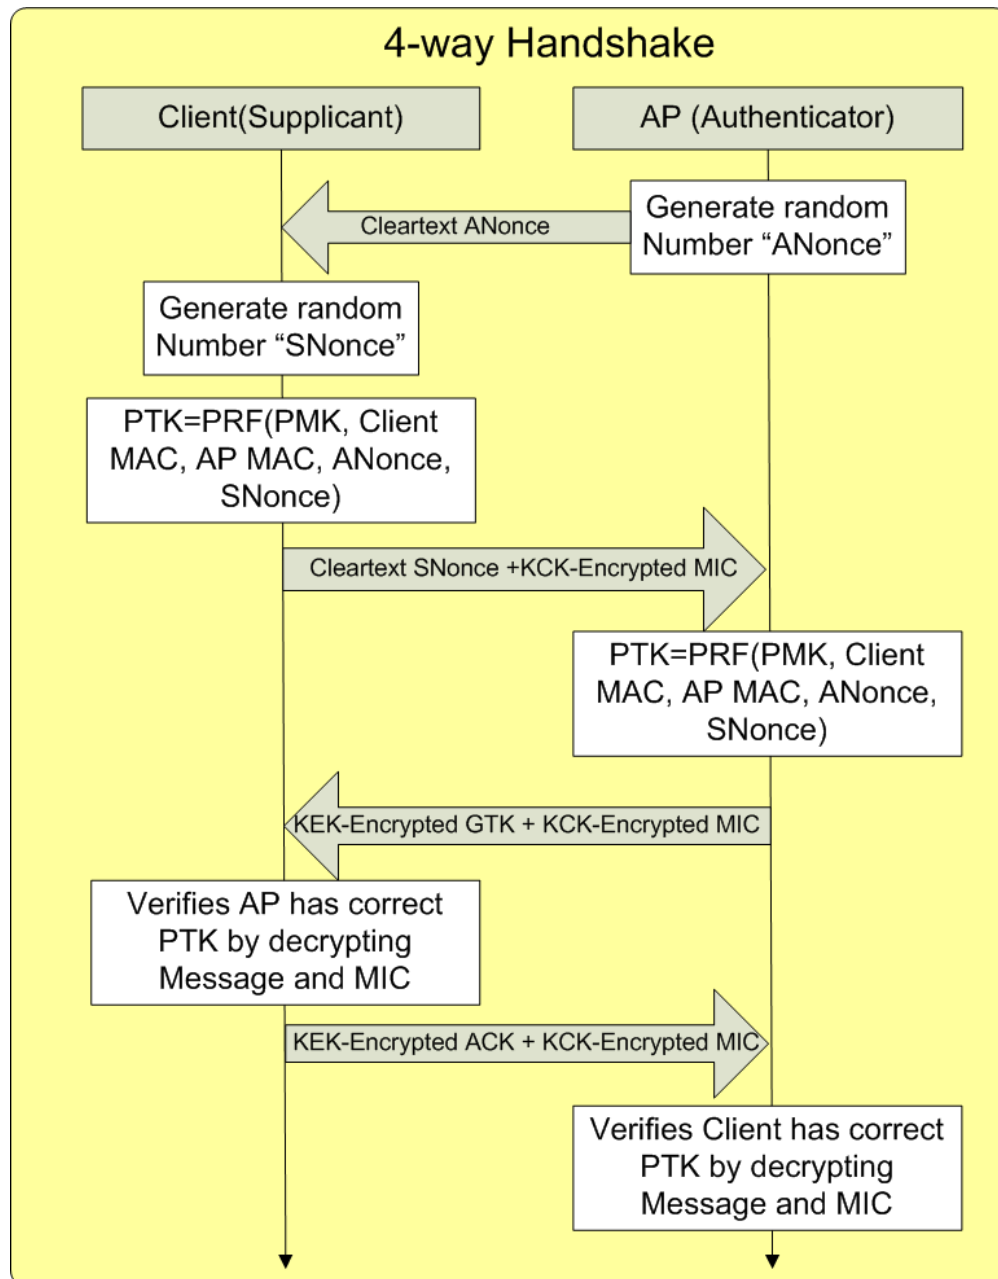 4-way Handshake
Client(Supplicant)
AP (Authenticator)
Generate random
Number “ANonce”
Cleartext ANonce
Generate random
Number “SNonce”
PTK=PRF(PMK, Client
MAC, AP MAC, ANonce,
SNonce)
Cleartext SNonce +KCK-Encrypted MIC
PTK=PRF(PMK, Client
MAC, AP MAC, ANonce,
SNonce)
KEK-Encrypted GTK + KCK-Encrypted MIC
Verifies AP has correct
PTK by decrypting
Message and MIC
KEK-Encrypted ACK + KCK-Encrypted MIC
Verifies Client has correct
PTK by decrypting
Message and MIC